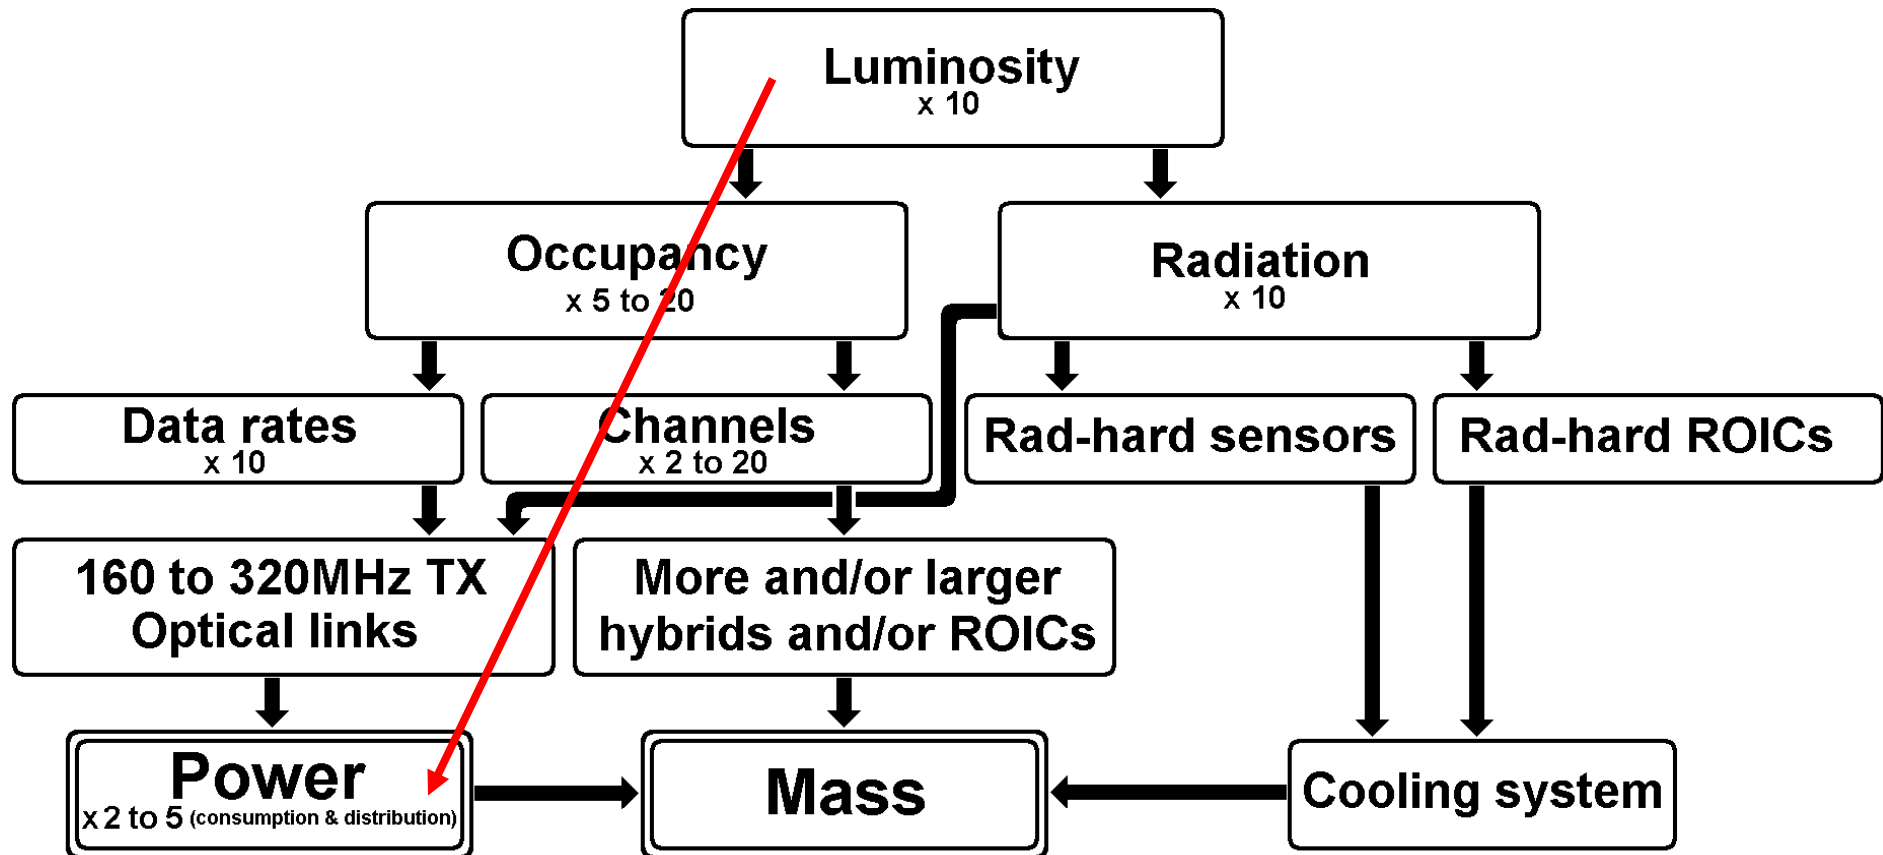 Luminosity
x 10
Occupancy
x 5 to 20
Radiation
x 10
Data rates
x 10
Channels
x 2 to 20
Rad-hard sensors
Rad-hard ROICs
160 to 320MHz TX
Optical links
More and/or larger
hybrids and/or ROICs
Power
x 2 to 5 (consumption & distribution)
Mass
Cooling system